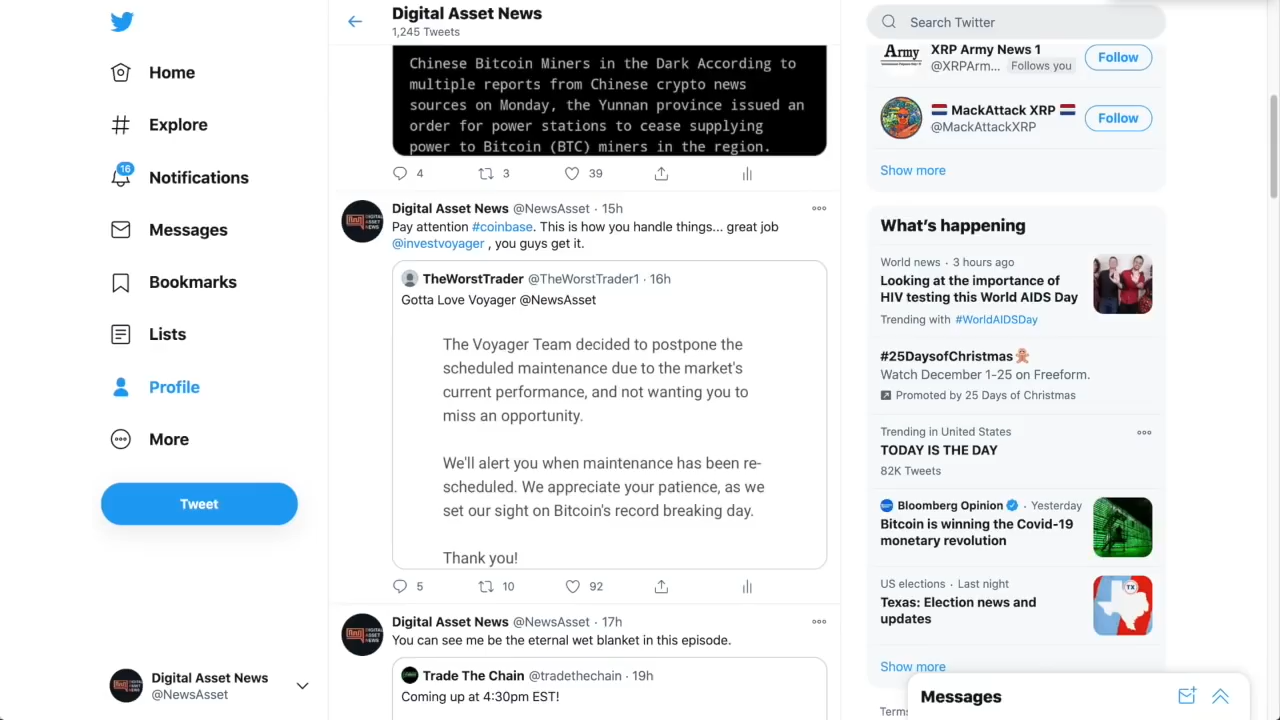 Home
Explore
16
Notifications
Messages
Bookmarks
Lists
Profile
More
Tweet
Digital Asset News
@NewsAsset
Digital Asset News
1,245 Tweets
Chinese Bitcoin Miners in the Dark According to
multiple reports from Chinese crypto news
sources on Monday, the Yunnan province issued an
order for power stations to cease supplying
power to Bitcoin (BTC) miners in the region.
4 3 39
Digital Asset News @NewsAsset · 15h
Pay attention #coinbase. This is how you handle things... great job
@investvoyager , you guys get it.
TheWorstTrader @TheWorstTrader1 · 16h
Gotta Love Voyager @NewsAsset
The Voyager Team decided to postpone the
scheduled maintenance due to the market's
current performance, and not wanting you to
miss an opportunity.
We'll alert you when maintenance has been re-
scheduled. We appreciate your patience, as we
set our sight on Bitcoin's record breaking day.
Thank you!
5 10 92
Digital Asset News @NewsAsset · 17h
You can see me be the eternal wet blanket in this episode.
Trade The Chain @tradethechain · 19h
Coming up at 4:30pm EST!
Search Twitter
Army
XRP Army News 1
@XRPArm... Follows you
Follow
MackAttack XRP
@MackAttackXRP
Follow
Show more
What's happening
World news · 3 hours ago
Looking at the importance of
HIV testing this World AIDS Day
Trending with #WorldAIDSDay
#25DaysofChristmas
Watch December 1-25 on Freeform.
Promoted by 25 Days of Christmas
Trending in United States
TODAY IS THE DAY
82K Tweets
Bloomberg Opinion · Yesterday
Bitcoin is winning the Covid-19
monetary revolution
US elections · Last night
Texas: Election news and
updates
TX
Show more
Terms
Messages